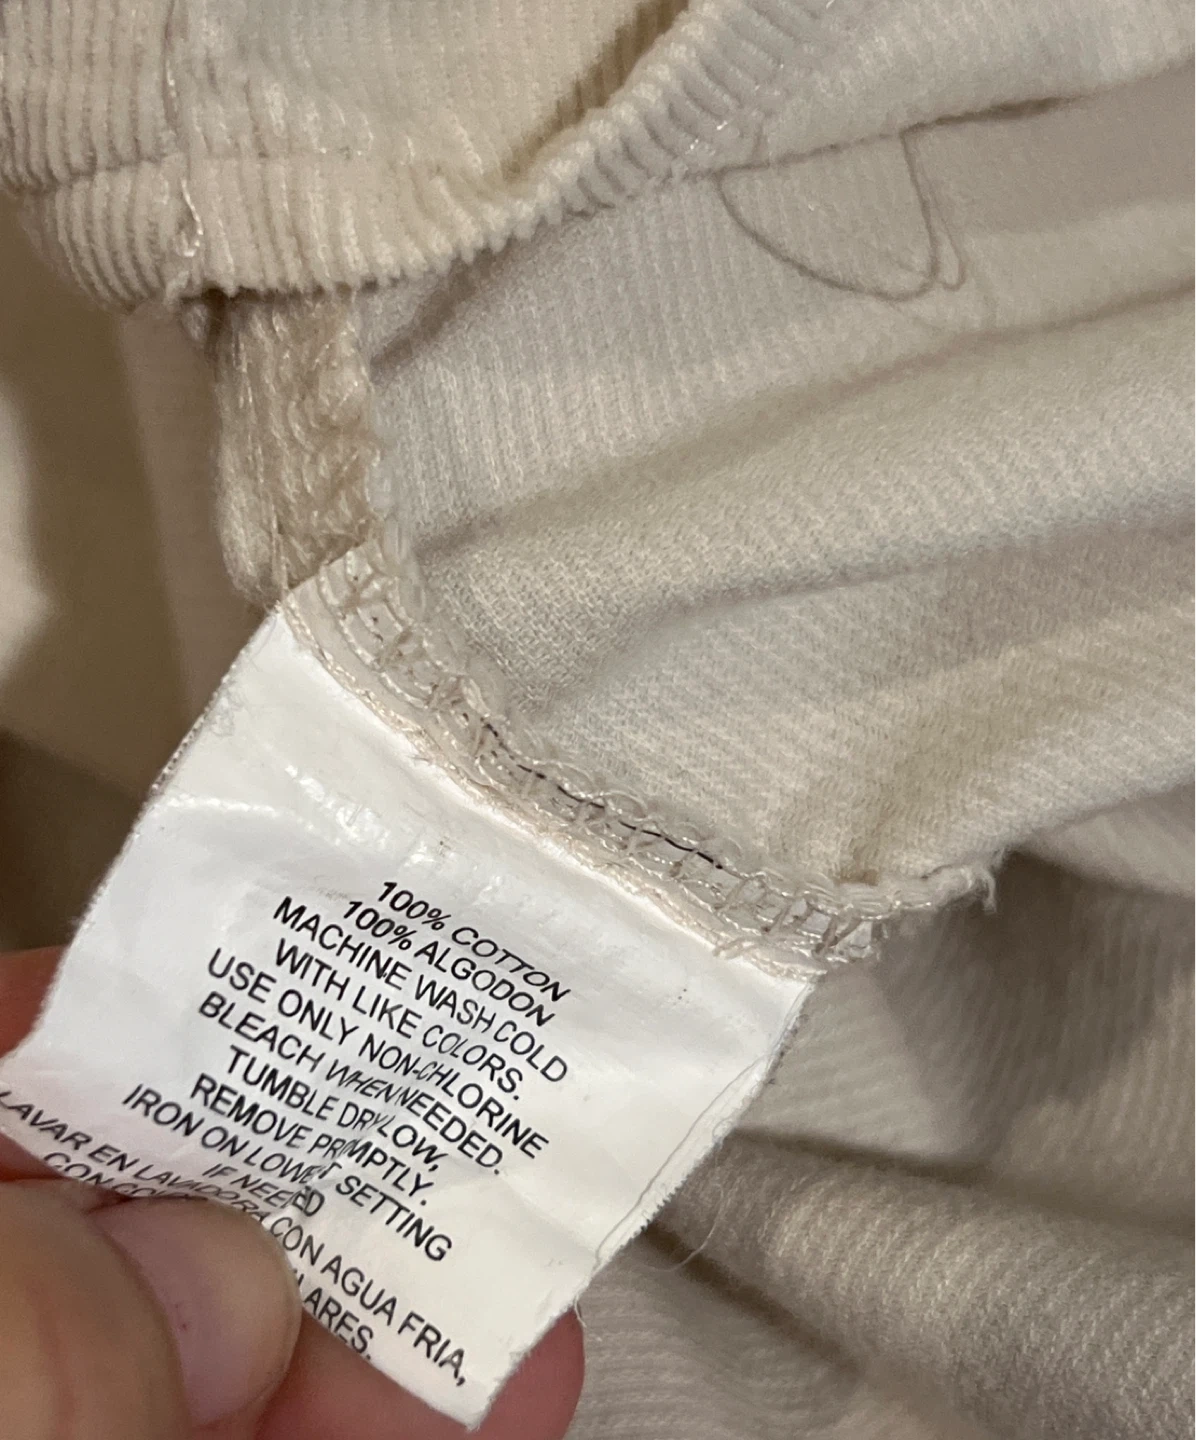 100% COTTON
100% ALGODON
MACHINE WASH COLD
WITH LIKE COLORS.
USE ONLY NON-CHLORINE
BLEACH WHEN NEEDED.
TUMBLE DRY LOW,
REMOVE PROMPTLY.
IRON ON LOWEST SETTING
IF NEEDED
LAVAR EN LAVADORA CON AGUA FRIA,
CON